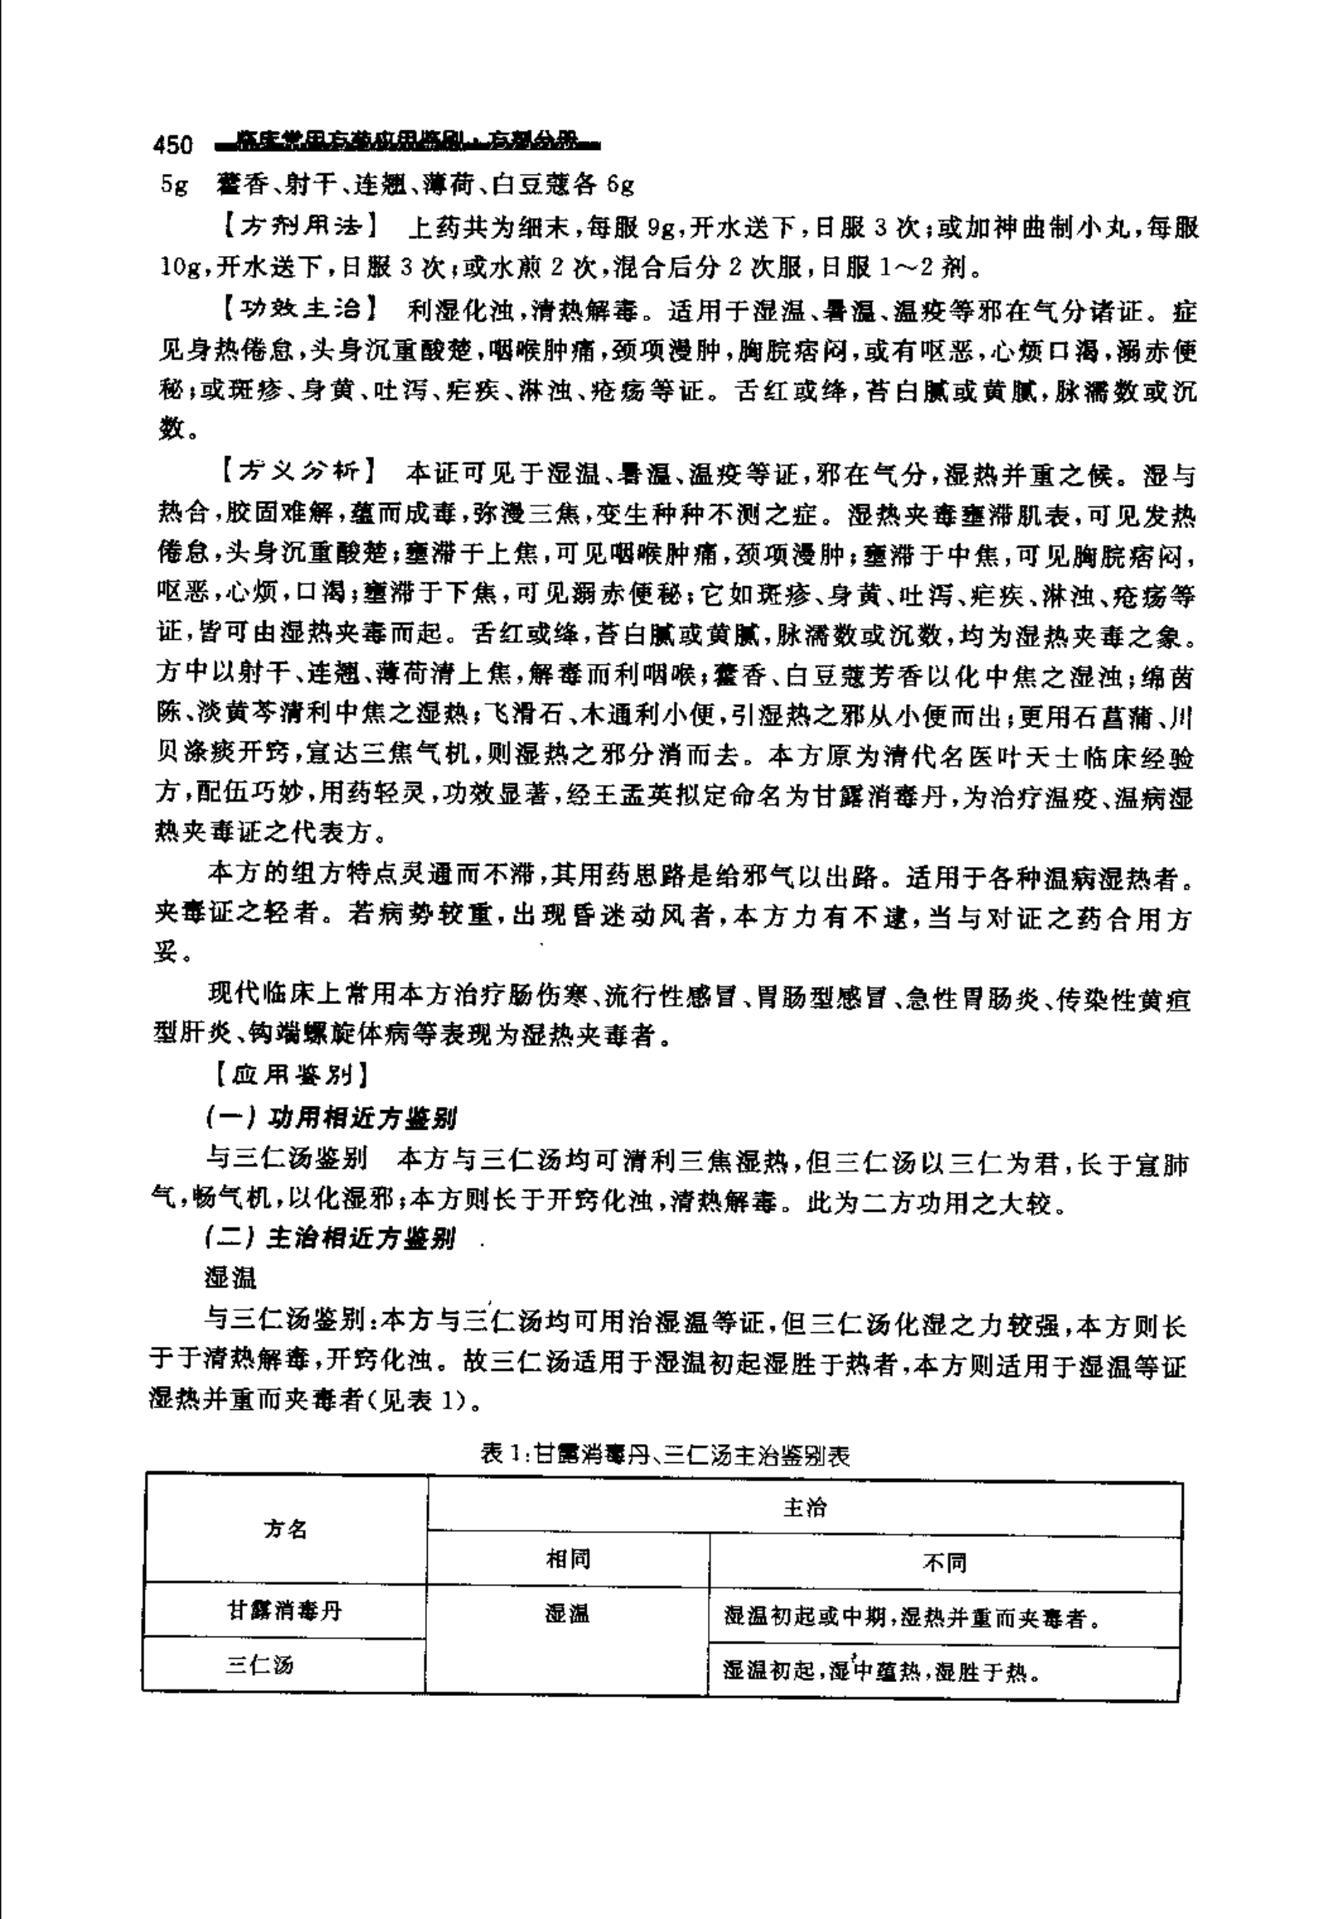 450 临床常用方药应用鉴别·方剂分册
5g 藿香、射干、连翘、薄荷、白豆蔻各 6g
【方剂用法】 上药共为细末,每服 9g,开水送下,日服 3 次;或加神曲制小丸,每服
10g,开水送下,日服 3 次;或水煎 2 次,混合后分 2 次服,日服 1～2 剂。
【功效主治】 利湿化浊,清热解毒。适用于湿温、暑温、温疫等邪在气分诸证。症
见身热倦怠,头身沉重酸楚,咽喉肿痛,颈项漫肿,胸脘痞闷,或有呕恶,心烦口渴,溺赤便
秘;或斑疹、身黄、吐泻、疟疾、淋浊、疮疡等证。舌红或绛,苔白腻或黄腻,脉濡数或沉
数。
【方义分析】 本证可见于湿温、暑温、温疫等证,邪在气分,湿热并重之候。湿与
热合,胶固难解,蕴而成毒,弥漫三焦,变生种种不测之症。湿热夹毒壅滞肌表,可见发热
倦怠,头身沉重酸楚;壅滞于上焦,可见咽喉肿痛,颈项漫肿;壅滞于中焦,可见胸脘痞闷,
呕恶,心烦,口渴;壅滞于下焦,可见溺赤便秘;它如斑疹、身黄、吐泻、疟疾、淋浊、疮疡等
证,皆可由湿热夹毒而起。舌红或绛,苔白腻或黄腻,脉濡数或沉数,均为湿热夹毒之象。
方中以射干、连翘、薄荷清上焦,解毒而利咽喉;藿香、白豆蔻芳香以化中焦之湿浊;绵茵
陈、淡黄芩清利中焦之湿热;飞滑石、木通利小便,引湿热之邪从小便而出;更用石菖蒲、川
贝涤痰开窍,宣达三焦气机,则湿热之邪分消而去。本方原为清代名医叶天士临床经验
方,配伍巧妙,用药轻灵,功效显著,经王孟英拟定命名为甘露消毒丹,为治疗温疫、温病湿
热夹毒证之代表方。
本方的组方特点灵通而不滞,其用药思路是给邪气以出路。适用于各种温病湿热者。
夹毒证之轻者。若病势较重,出现昏迷动风者,本方力有不逮,当与对证之药合用方
妥。
现代临床上常用本方治疗肠伤寒、流行性感冒、胃肠型感冒、急性胃肠炎、传染性黄疸
型肝炎、钩端螺旋体病等表现为湿热夹毒者。
【应用鉴别】
(一) 功用相近方鉴别
与三仁汤鉴别 本方与三仁汤均可清利三焦湿热,但三仁汤以三仁为君,长于宣肺
气,畅气机,以化湿邪;本方则长于开窍化浊,清热解毒。此为二方功用之大较。
(二) 主治相近方鉴别
湿温
与三仁汤鉴别:本方与三仁汤均可用治湿温等证,但三仁汤化湿之力较强,本方则长
于于清热解毒,开窍化浊。故三仁汤适用于湿温初起湿胜于热者,本方则适用于湿温等证
湿热并重而夹毒者(见表 1)。
表 1:甘露消毒丹、三仁汤主治鉴别表
方名 主治
相同 不同
甘露消毒丹 湿温 湿温初起或中期,湿热并重而夹毒者。
三仁汤 湿温初起,湿中蕴热,湿胜于热。